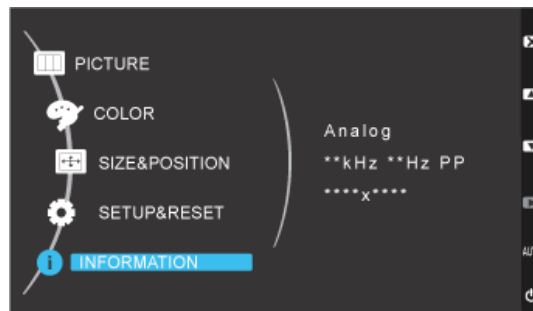 PICTURE
COLOR
SIZE&POSITION
SETUP&RESET
INFORMATION
Analog
**kHz **Hz PP
****x****